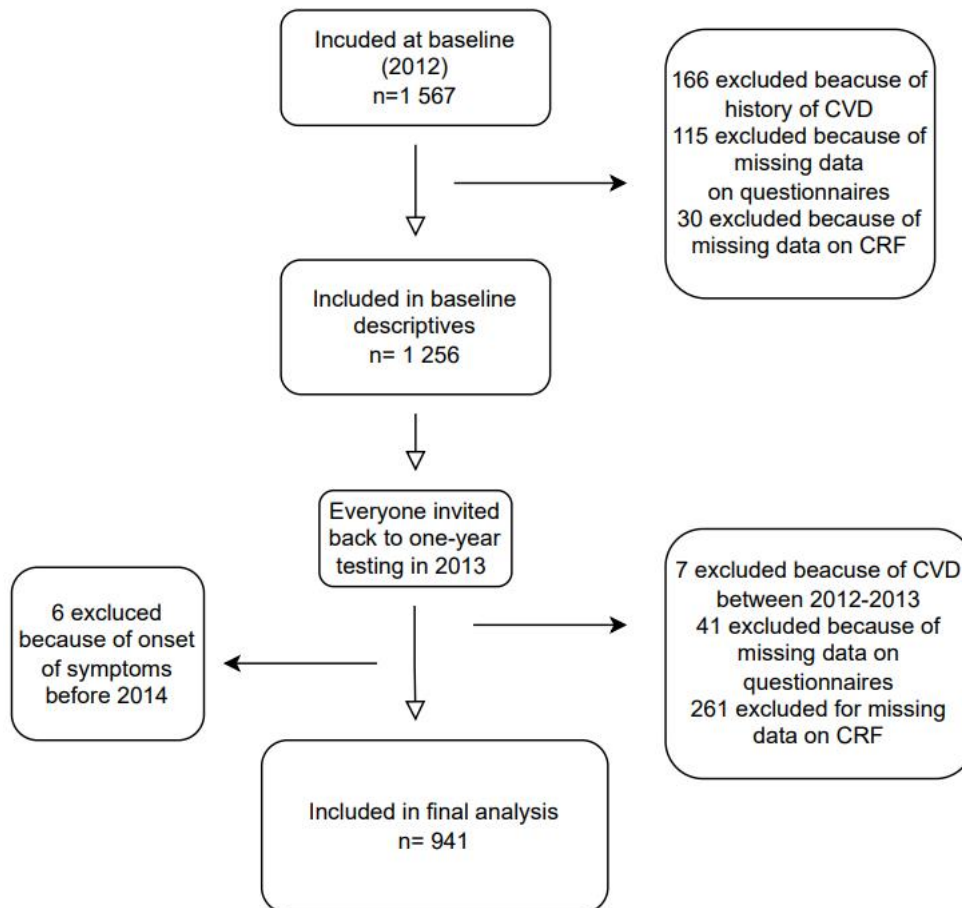 Incuded at baseline
(2012)
n=1 567
166 excluded beacuse of
history of CVD
115 excluded because of
missing data
on questionnaires
30 excluded because of
missing data on CRF
Included in baseline
descriptives
n= 1 256
Everyone invited
back to one-year
testing in 2013
7 excluded beacuse of CVD
between 2012-2013
41 excluded because of
missing data on
questionnaires
261 excluded for missing
data on CRF
6 excluced
because of onset
of symptoms
before 2014
Included in final analysis
n= 941